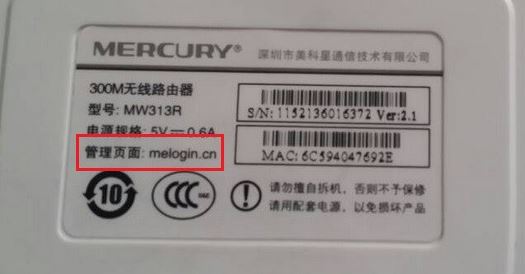 MERCURY® 深圳市美科星通信技术有限公司
300M无线路由器
型号: MW313R
S/N: 1152136016372 Ver:2.1
电源规格: 5V⎓0.6A
管理页面: melogin.cn
MAC: 6C594047692E
10
CCC S&E
请勿擅自拆机，否则不予保修
请用配套电源，以免损坏产品